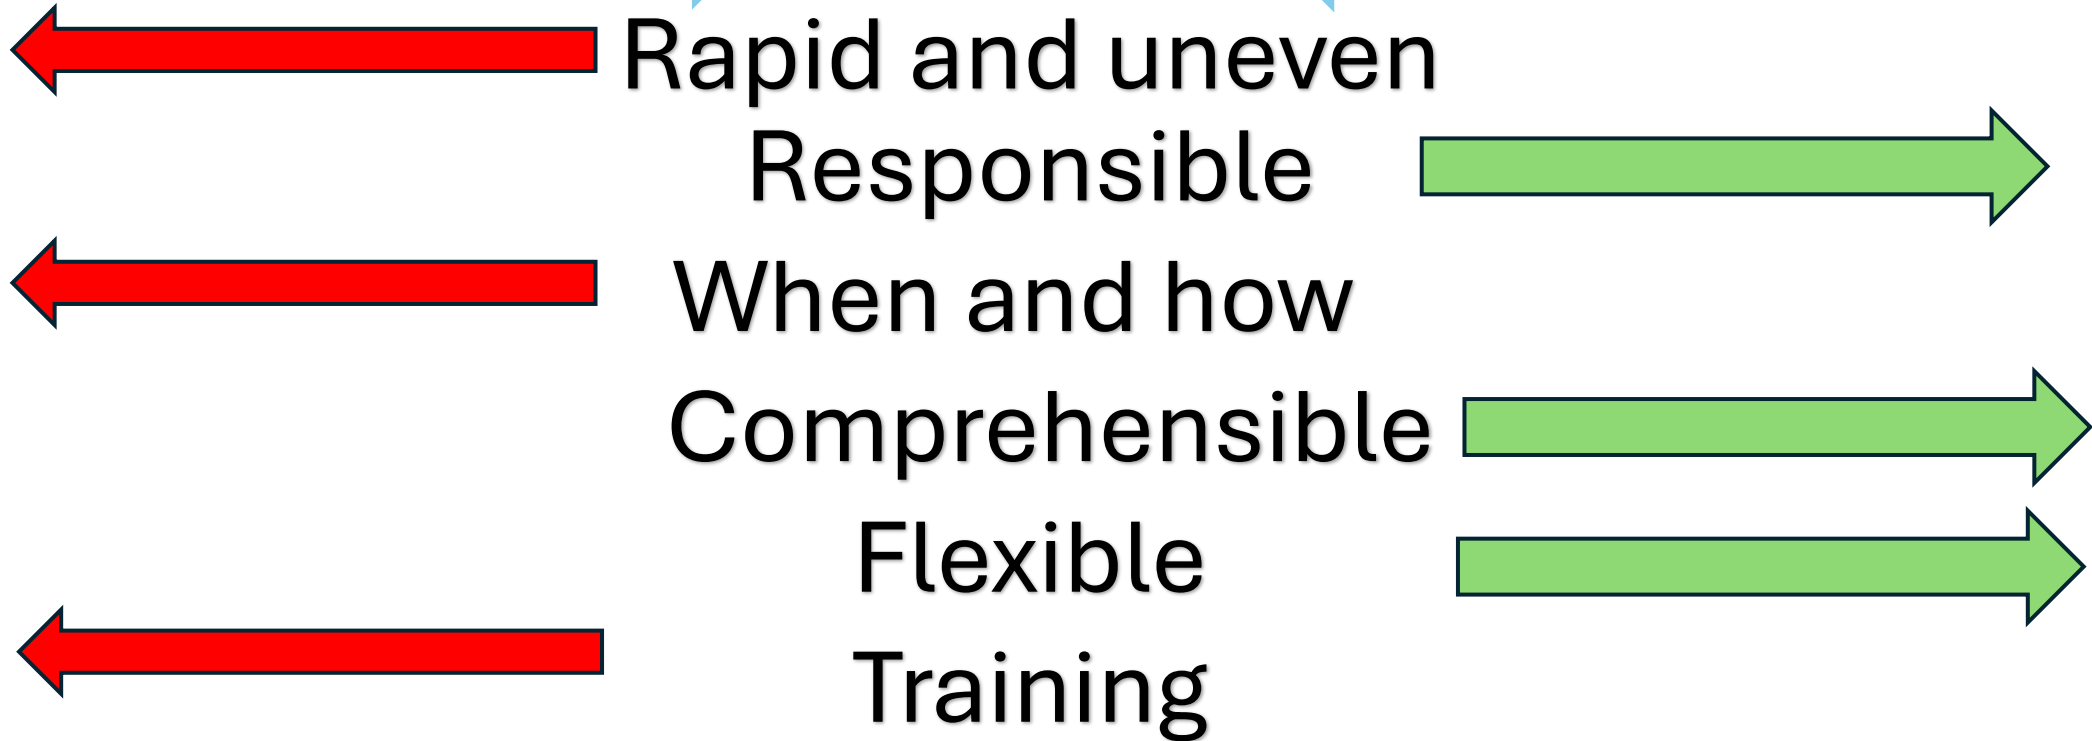 Rapid and uneven
Responsible
When and how
Comprehensible
Flexible
Training